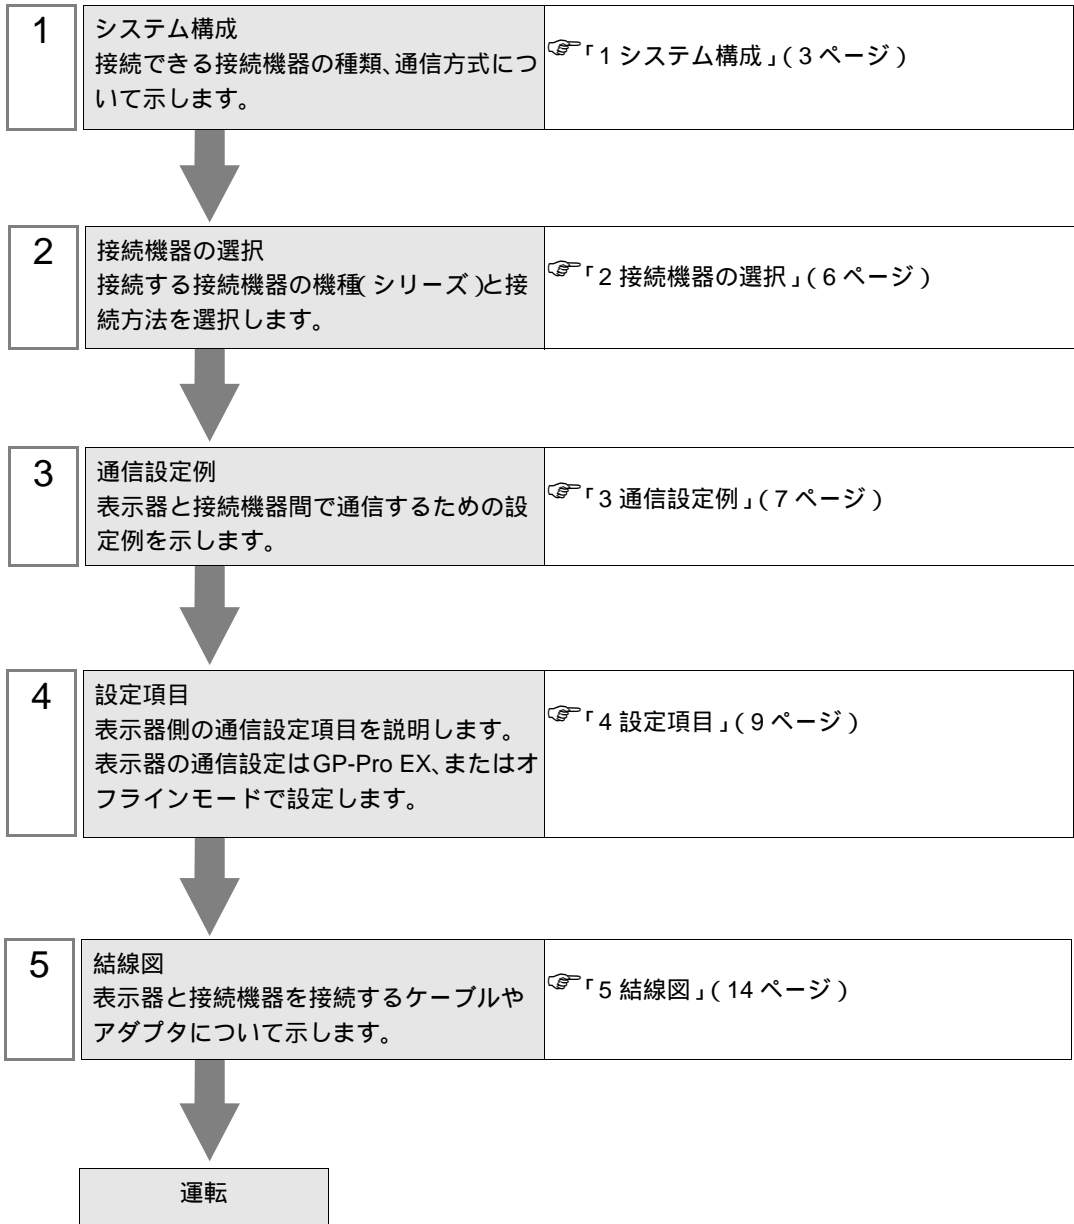 1
システム構成
接続できる接続機器の種類、通信方式につ
いて示します。
☞「1 システム構成」( 3 ページ )
2
接続機器の選択
接続する接続機器の機種( シリーズ )と接
続方法を選択します。
☞「2 接続機器の選択」( 6 ページ )
3
通信設定例
表示器と接続機器間で通信するための設
定例を示します。
☞「3 通信設定例」( 7 ページ )
4
設定項目
表示器側の通信設定項目を説明します。
表示器の通信設定はGP-Pro EX、またはオ
フラインモードで設定します。
☞「4 設定項目」( 9 ページ )
5
結線図
表示器と接続機器を接続するケーブルや
アダプタについて示します。
☞「5 結線図」( 14 ページ )
運転